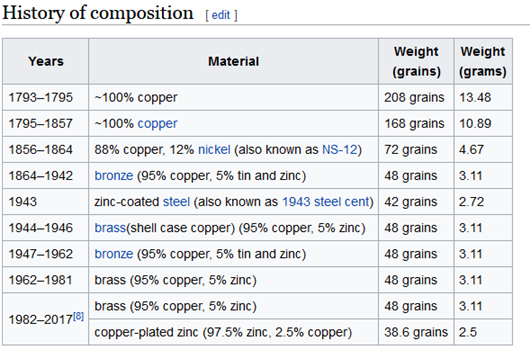 History of composition [ edit ]
Years Material Weight (grains) Weight (grams)
1793–1795 ~100% copper 208 grains 13.48
1795–1857 ~100% copper 168 grains 10.89
1856–1864 88% copper, 12% nickel (also known as NS-12) 72 grains 4.67
1864–1942 bronze (95% copper, 5% tin and zinc) 48 grains 3.11
1943 zinc-coated steel (also known as 1943 steel cent) 42 grains 2.72
1944–1946 brass(shell case copper) (95% copper, 5% zinc) 48 grains 3.11
1947–1962 bronze (95% copper, 5% tin and zinc) 48 grains 3.11
1962–1981 brass (95% copper, 5% zinc) 48 grains 3.11
1982–2017[8] brass (95% copper, 5% zinc) 48 grains 3.11
copper-plated zinc (97.5% zinc, 2.5% copper) 38.6 grains 2.5